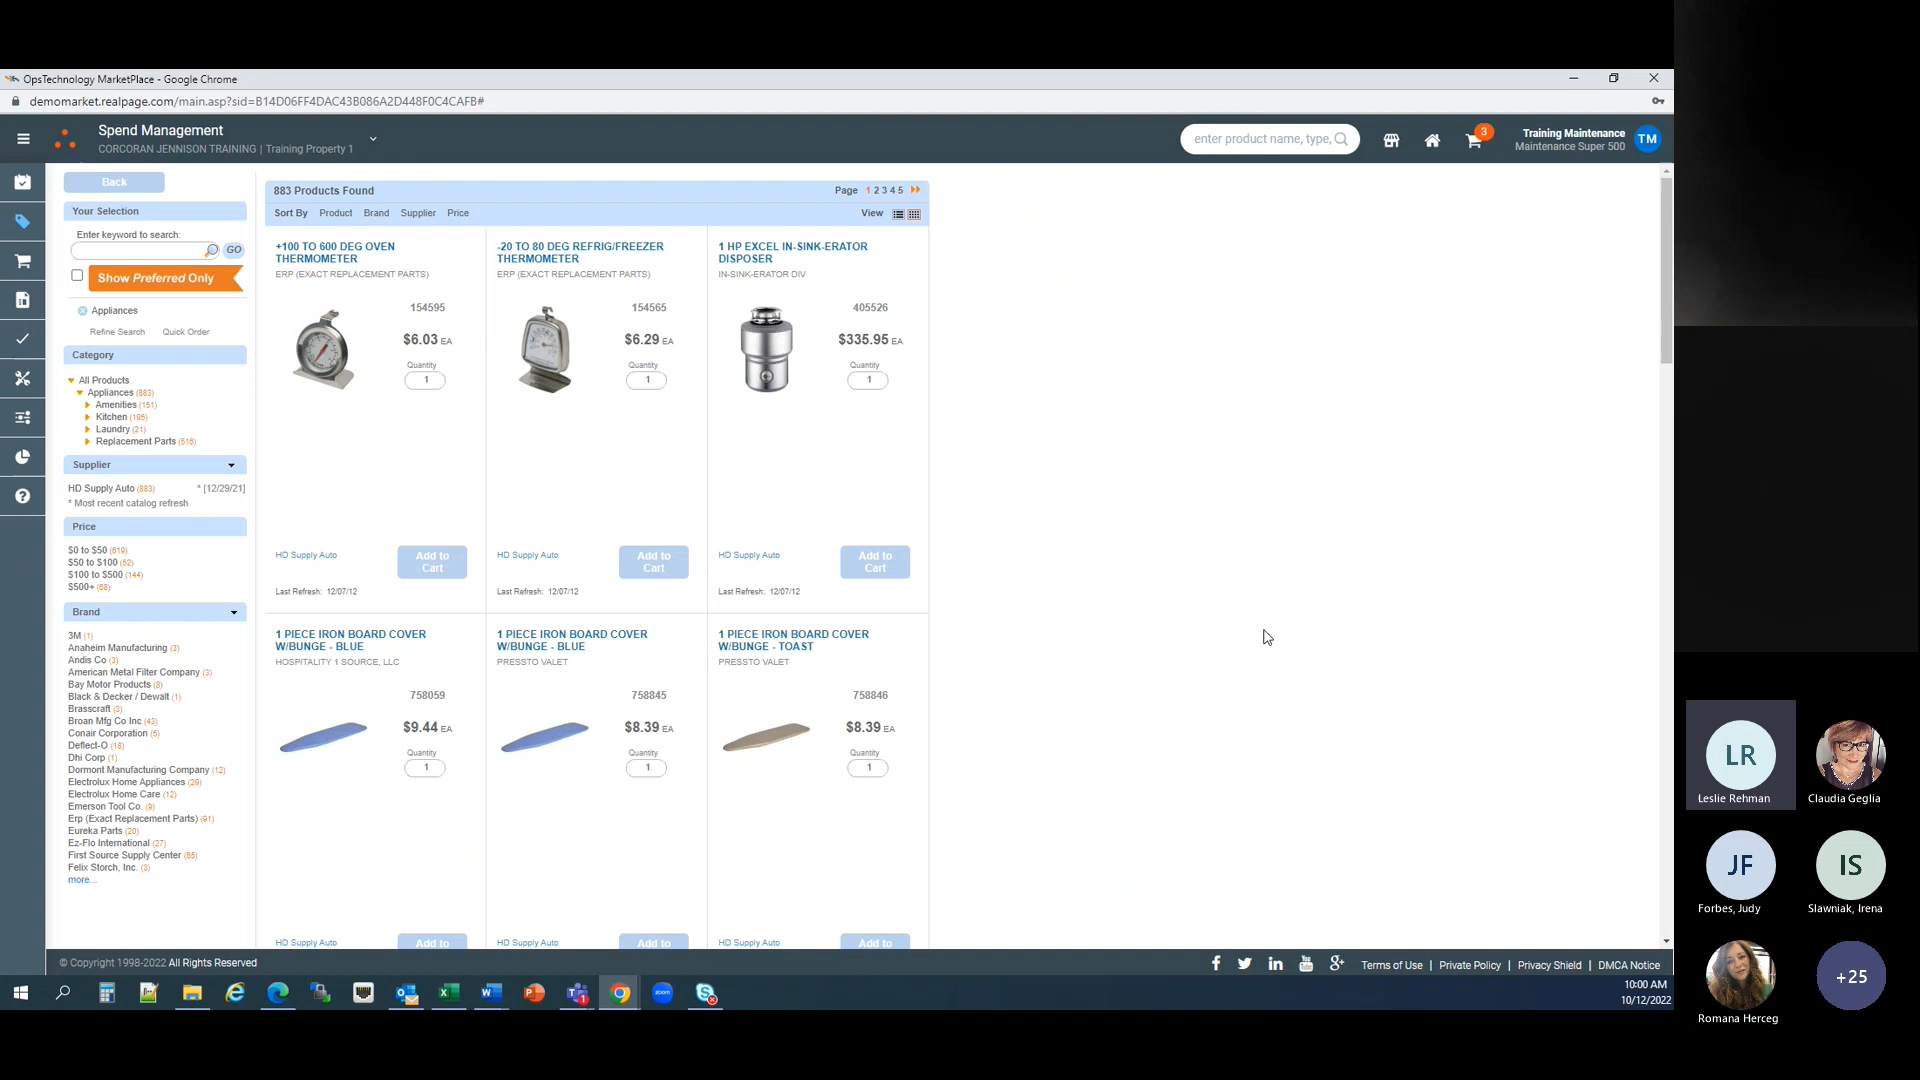 OpsTechnology MarketPlace - Google Chrome
demomarket.realpage.com/main.asp?sid=B14D06FF4DAC43B086A2D448F0C4CAFB#
Spend Management
CORCORAN JENNISON TRAINING | Training Property 1
enter product name, type,
3
Training Maintenance
Maintenance Super 500
TM
Back
Your Selection
Enter keyword to search:
GO
Show Preferred Only
Appliances
Refine Search Quick Order
Category
All Products
Appliances (883)
Amenities (151)
Kitchen (195)
Laundry (21)
Replacement Parts (516)
Supplier
HD Supply Auto (883) * [12/29/21]
* Most recent catalog refresh
Price
$0 to $50 (619)
$50 to $100 (52)
$100 to $500 (144)
$500+ (68)
Brand
3M (1)
Anaheim Manufacturing (3)
Andis Co (3)
American Metal Filter Company (3)
Bay Motor Products (8)
Black & Decker / Dewalt (1)
Brasscraft (3)
Broan Mfg Co Inc (43)
Conair Corporation (5)
Deflect-O (18)
Dhi Corp (1)
Dormont Manufacturing Company (12)
Electrolux Home Appliances (29)
Electrolux Home Care (12)
Emerson Tool Co. (9)
Erp (Exact Replacement Parts) (91)
Eureka Parts (20)
Ez-Flo International (27)
First Source Supply Center (65)
Felix Storch, Inc. (3)
more...
883 Products Found
Page 1 2 3 4 5
Sort By Product Brand Supplier Price
View
+100 TO 600 DEG OVEN
THERMOMETER
ERP (EXACT REPLACEMENT PARTS)
154595
$6.03 EA
Quantity
1
HD Supply Auto
Add to
Cart
Last Refresh: 12/07/12
-20 TO 80 DEG REFRIG/FREEZER
THERMOMETER
ERP (EXACT REPLACEMENT PARTS)
154565
$6.29 EA
Quantity
1
HD Supply Auto
Add to
Cart
Last Refresh: 12/07/12
1 HP EXCEL IN-SINK-ERATOR
DISPOSER
IN-SINK-ERATOR DIV
405526
$335.95 EA
Quantity
1
HD Supply Auto
Add to
Cart
Last Refresh: 12/07/12
1 PIECE IRON BOARD COVER
W/BUNGE - BLUE
HOSPITALITY 1 SOURCE, LLC
758059
$9.44 EA
Quantity
1
HD Supply Auto
Add to
1 PIECE IRON BOARD COVER
W/BUNGE - BLUE
PRESSTO VALET
758845
$8.39 EA
Quantity
1
HD Supply Auto
Add to
1 PIECE IRON BOARD COVER
W/BUNGE - TOAST
PRESSTO VALET
758846
$8.39 EA
Quantity
1
HD Supply Auto
Add to
© Copyright 1998-2022 All Rights Reserved
Terms of Use | Private Policy | Privacy Shield | DMCA Notice
zoom
1
10:00 AM
10/12/2022
LR
Leslie Rehman
Claudia Geglia
JF
Forbes, Judy
IS
Slawniak, Irena
Romana Herceg
+25